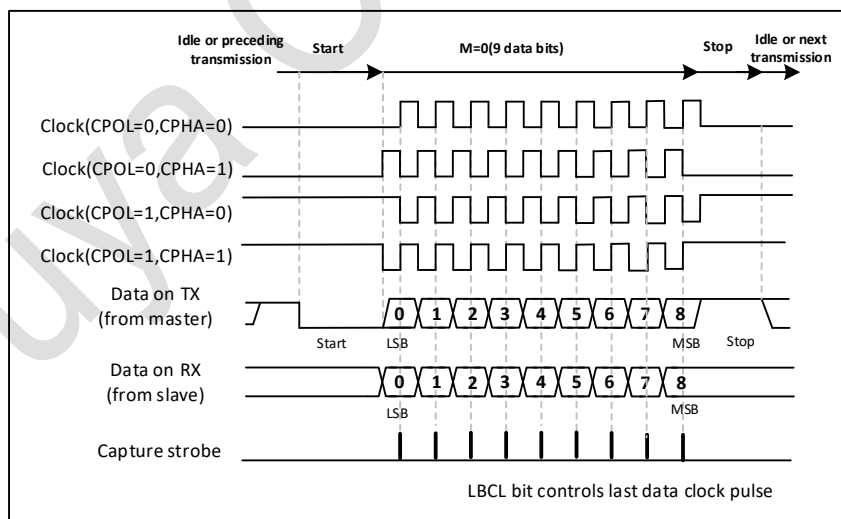 Idle or preceding transmission
Start
M=0(9 data bits)
Stop
Idle or next transmission
Clock(CPOL=0,CPHA=0)
Clock(CPOL=0,CPHA=1)
Clock(CPOL=1,CPHA=0)
Clock(CPOL=1,CPHA=1)
Data on TX
(from master)
0 1 2 3 4 5 6 7 8
Start
LSB
MSB
Stop
Data on RX
(from slave)
0 1 2 3 4 5 6 7 8
LSB
MSB
Capture strobe
LBCL bit controls last data clock pulse
uya